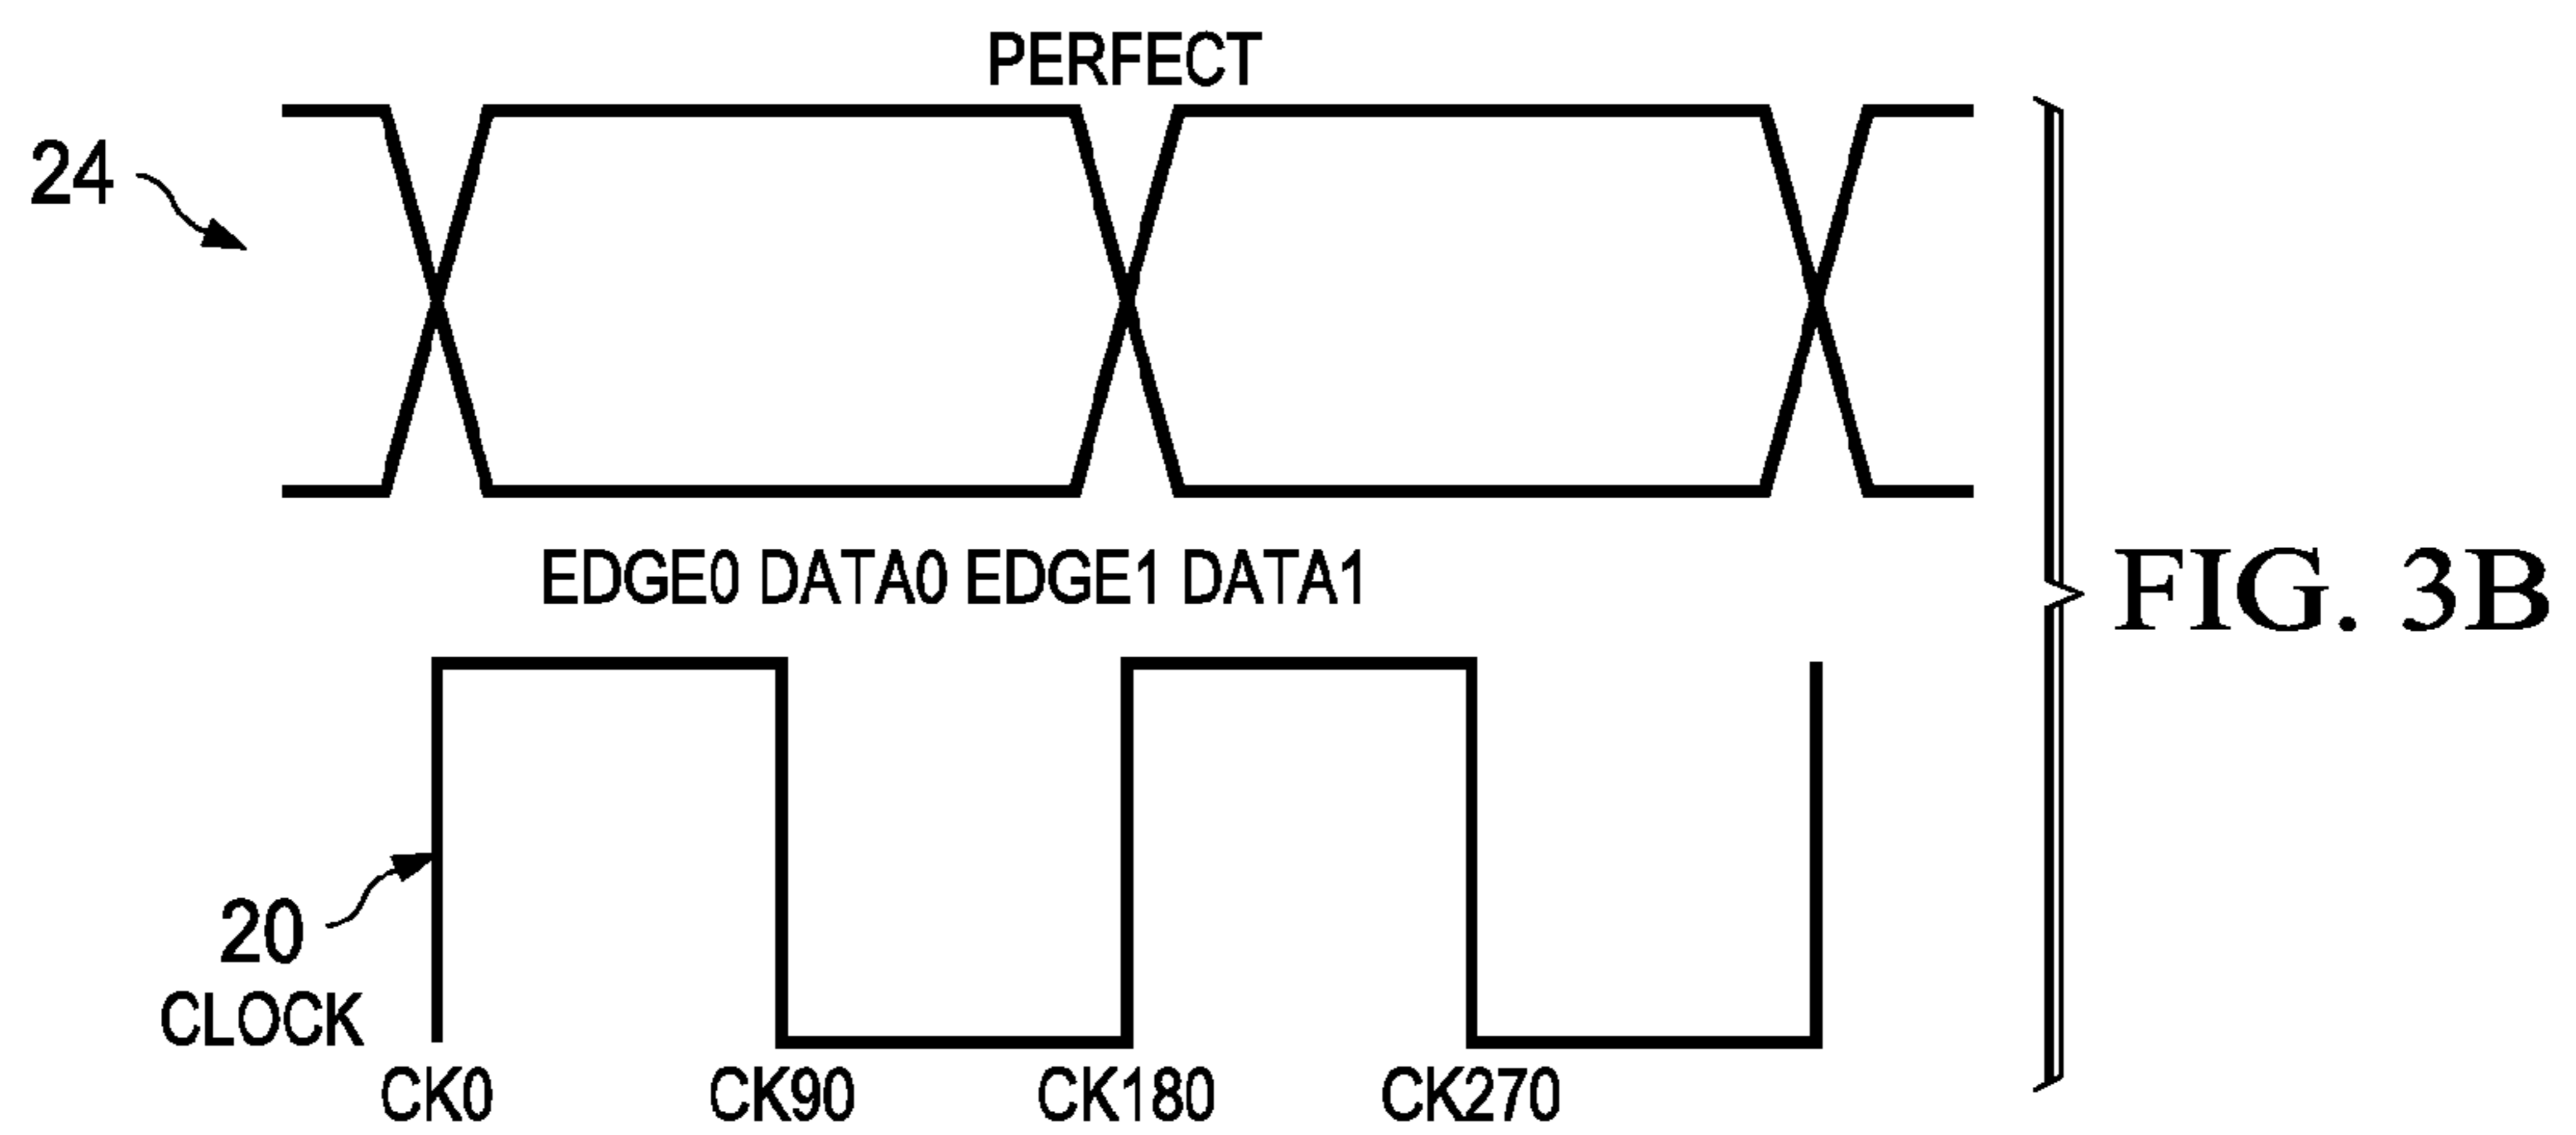 PERFECT
24
EDGE0 DATA0 EDGE1 DATA1
FIG. 3B
20
CLOCK
CK0 CK90 CK180 CK270